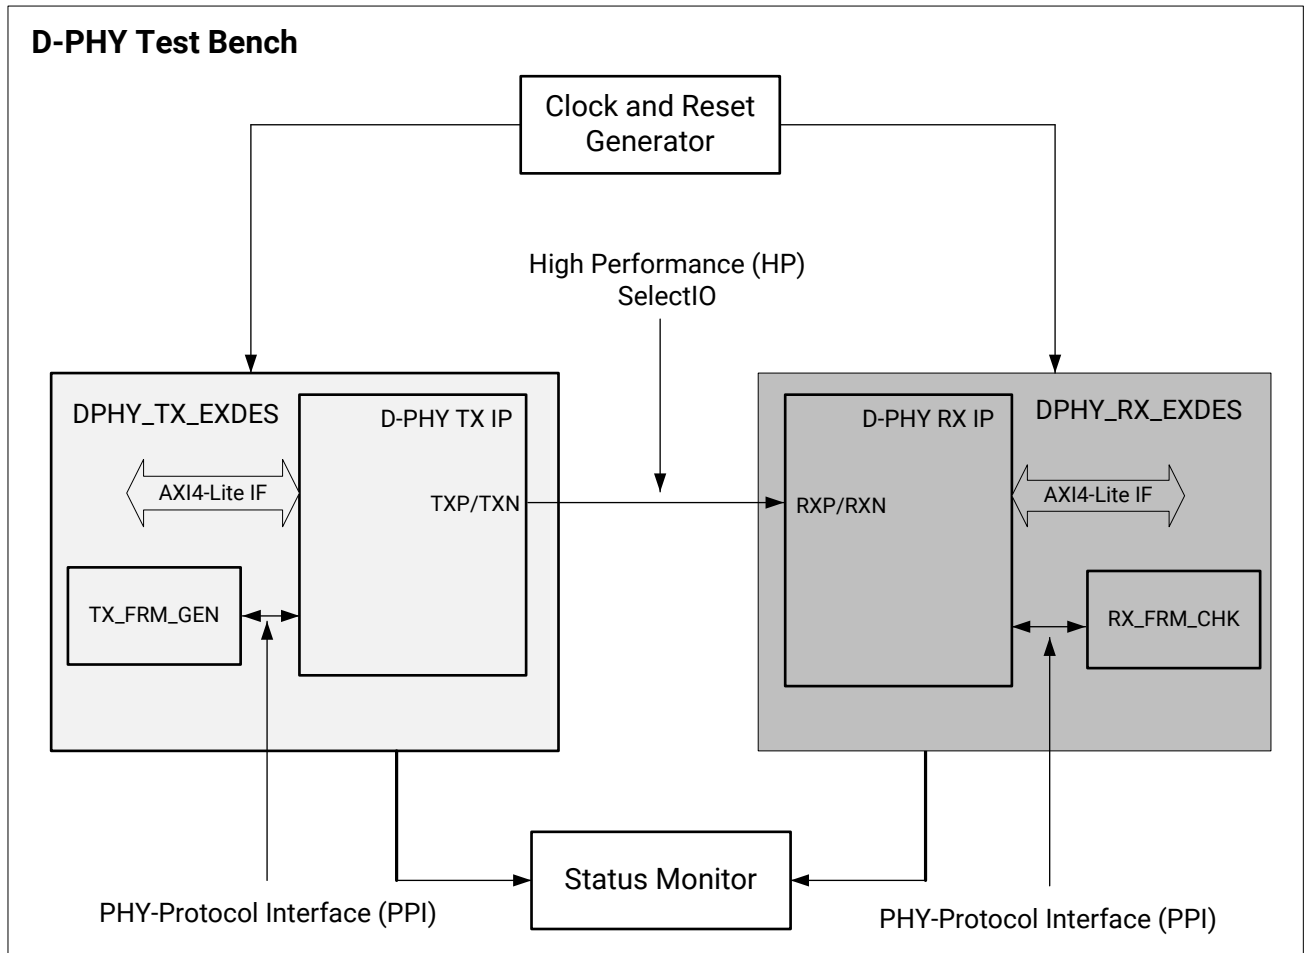 D-PHY Test Bench
Clock and Reset
Generator
High Performance (HP)
SelectIO
DPHY_TX_EXDES
D-PHY TX IP
AXI4-Lite IF
TXP/TXN
TX_FRM_GEN
D-PHY RX IP
DPHY_RX_EXDES
RXP/RXN
AXI4-Lite IF
RX_FRM_CHK
Status Monitor
PHY-Protocol Interface (PPI)
PHY-Protocol Interface (PPI)